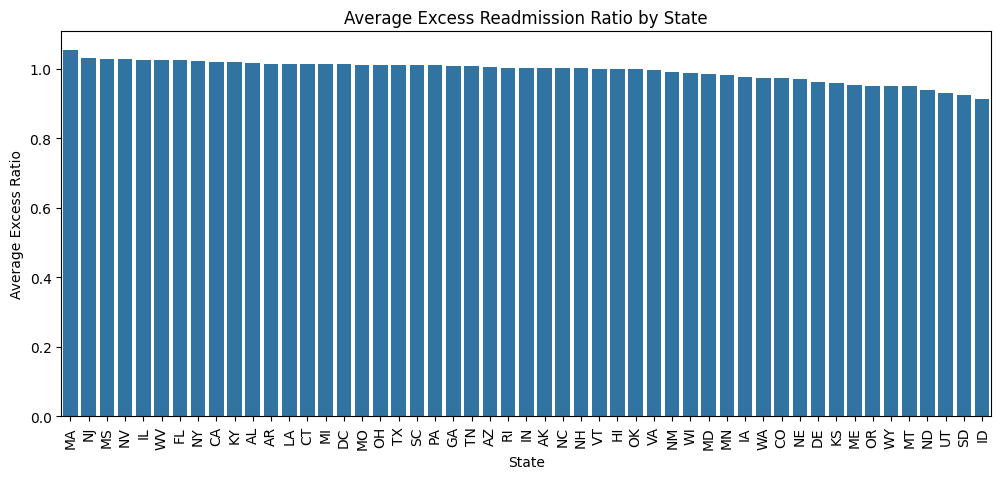 Average Excess Readmission Ratio by State
Average Excess Ratio
1.0
0.8
0.6
0.4
0.2
0.0
MA NJ MS NV IL WV FL NY CA KY AL AR LA CT MI DC MO OH TX SC PA GA TN AZ RI IN AK NC NH VT HI OK VA NM WI MD MN IA WA CO NE DE KS ME OR WY MT ND UT SD ID
State